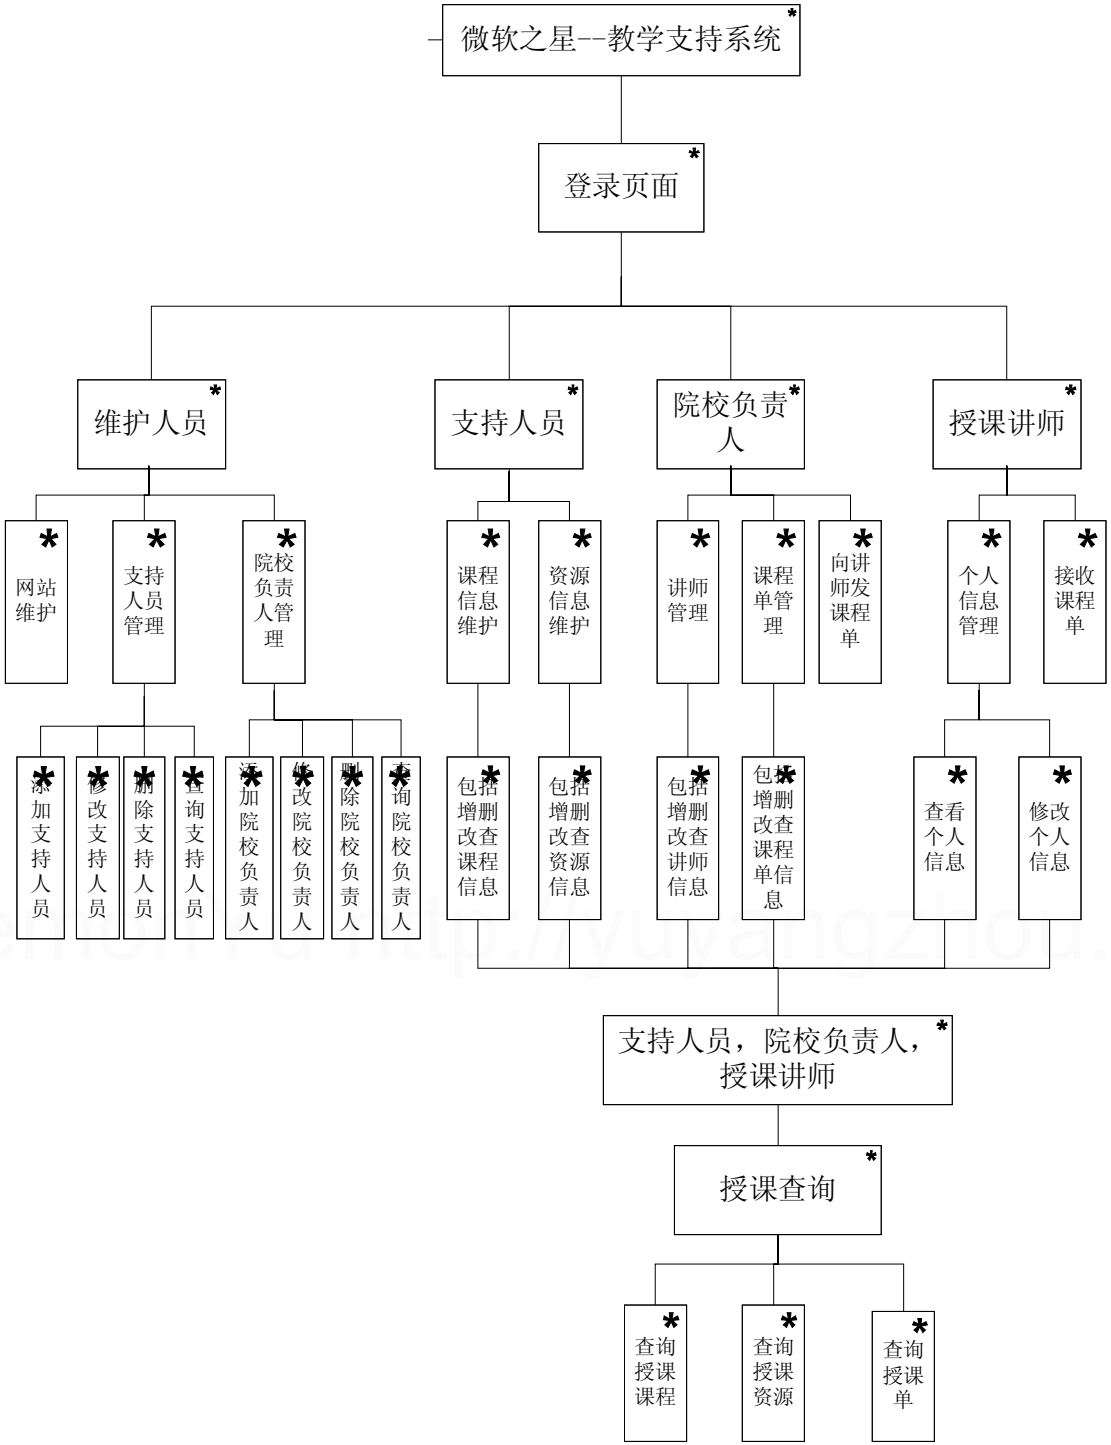 微软之星--教学支持系统
登录页面
维护人员
支持人员
院校负责
人
授课讲师
网站
维护
支持
人员
管理
院校
负责
人管
理
课程
信息
维护
资源
信息
维护
讲师
管理
课程
单管
理
向讲
师发
课程
单
个人
信息
管理
接收
课程
单
添
加
支
持
人
员
修
改
支
持
人
员
删
除
支
持
人
员
查
询
支
持
人
员
添
加
院
校
负
责
人
修
改
院
校
负
责
人
删
除
院
校
负
责
人
查
询
院
校
负
责
人
包括
增删
改查
课程
信息
包括
增删
改查
资源
信息
包括
增删
改查
讲师
信息
包括
增删
改查
课程
单信
息
查看
个人
信息
修改
个人
信息
支持人员，院校负责人，
授课讲师
授课查询
查询
授课
课程
查询
授课
资源
查询
授课
单